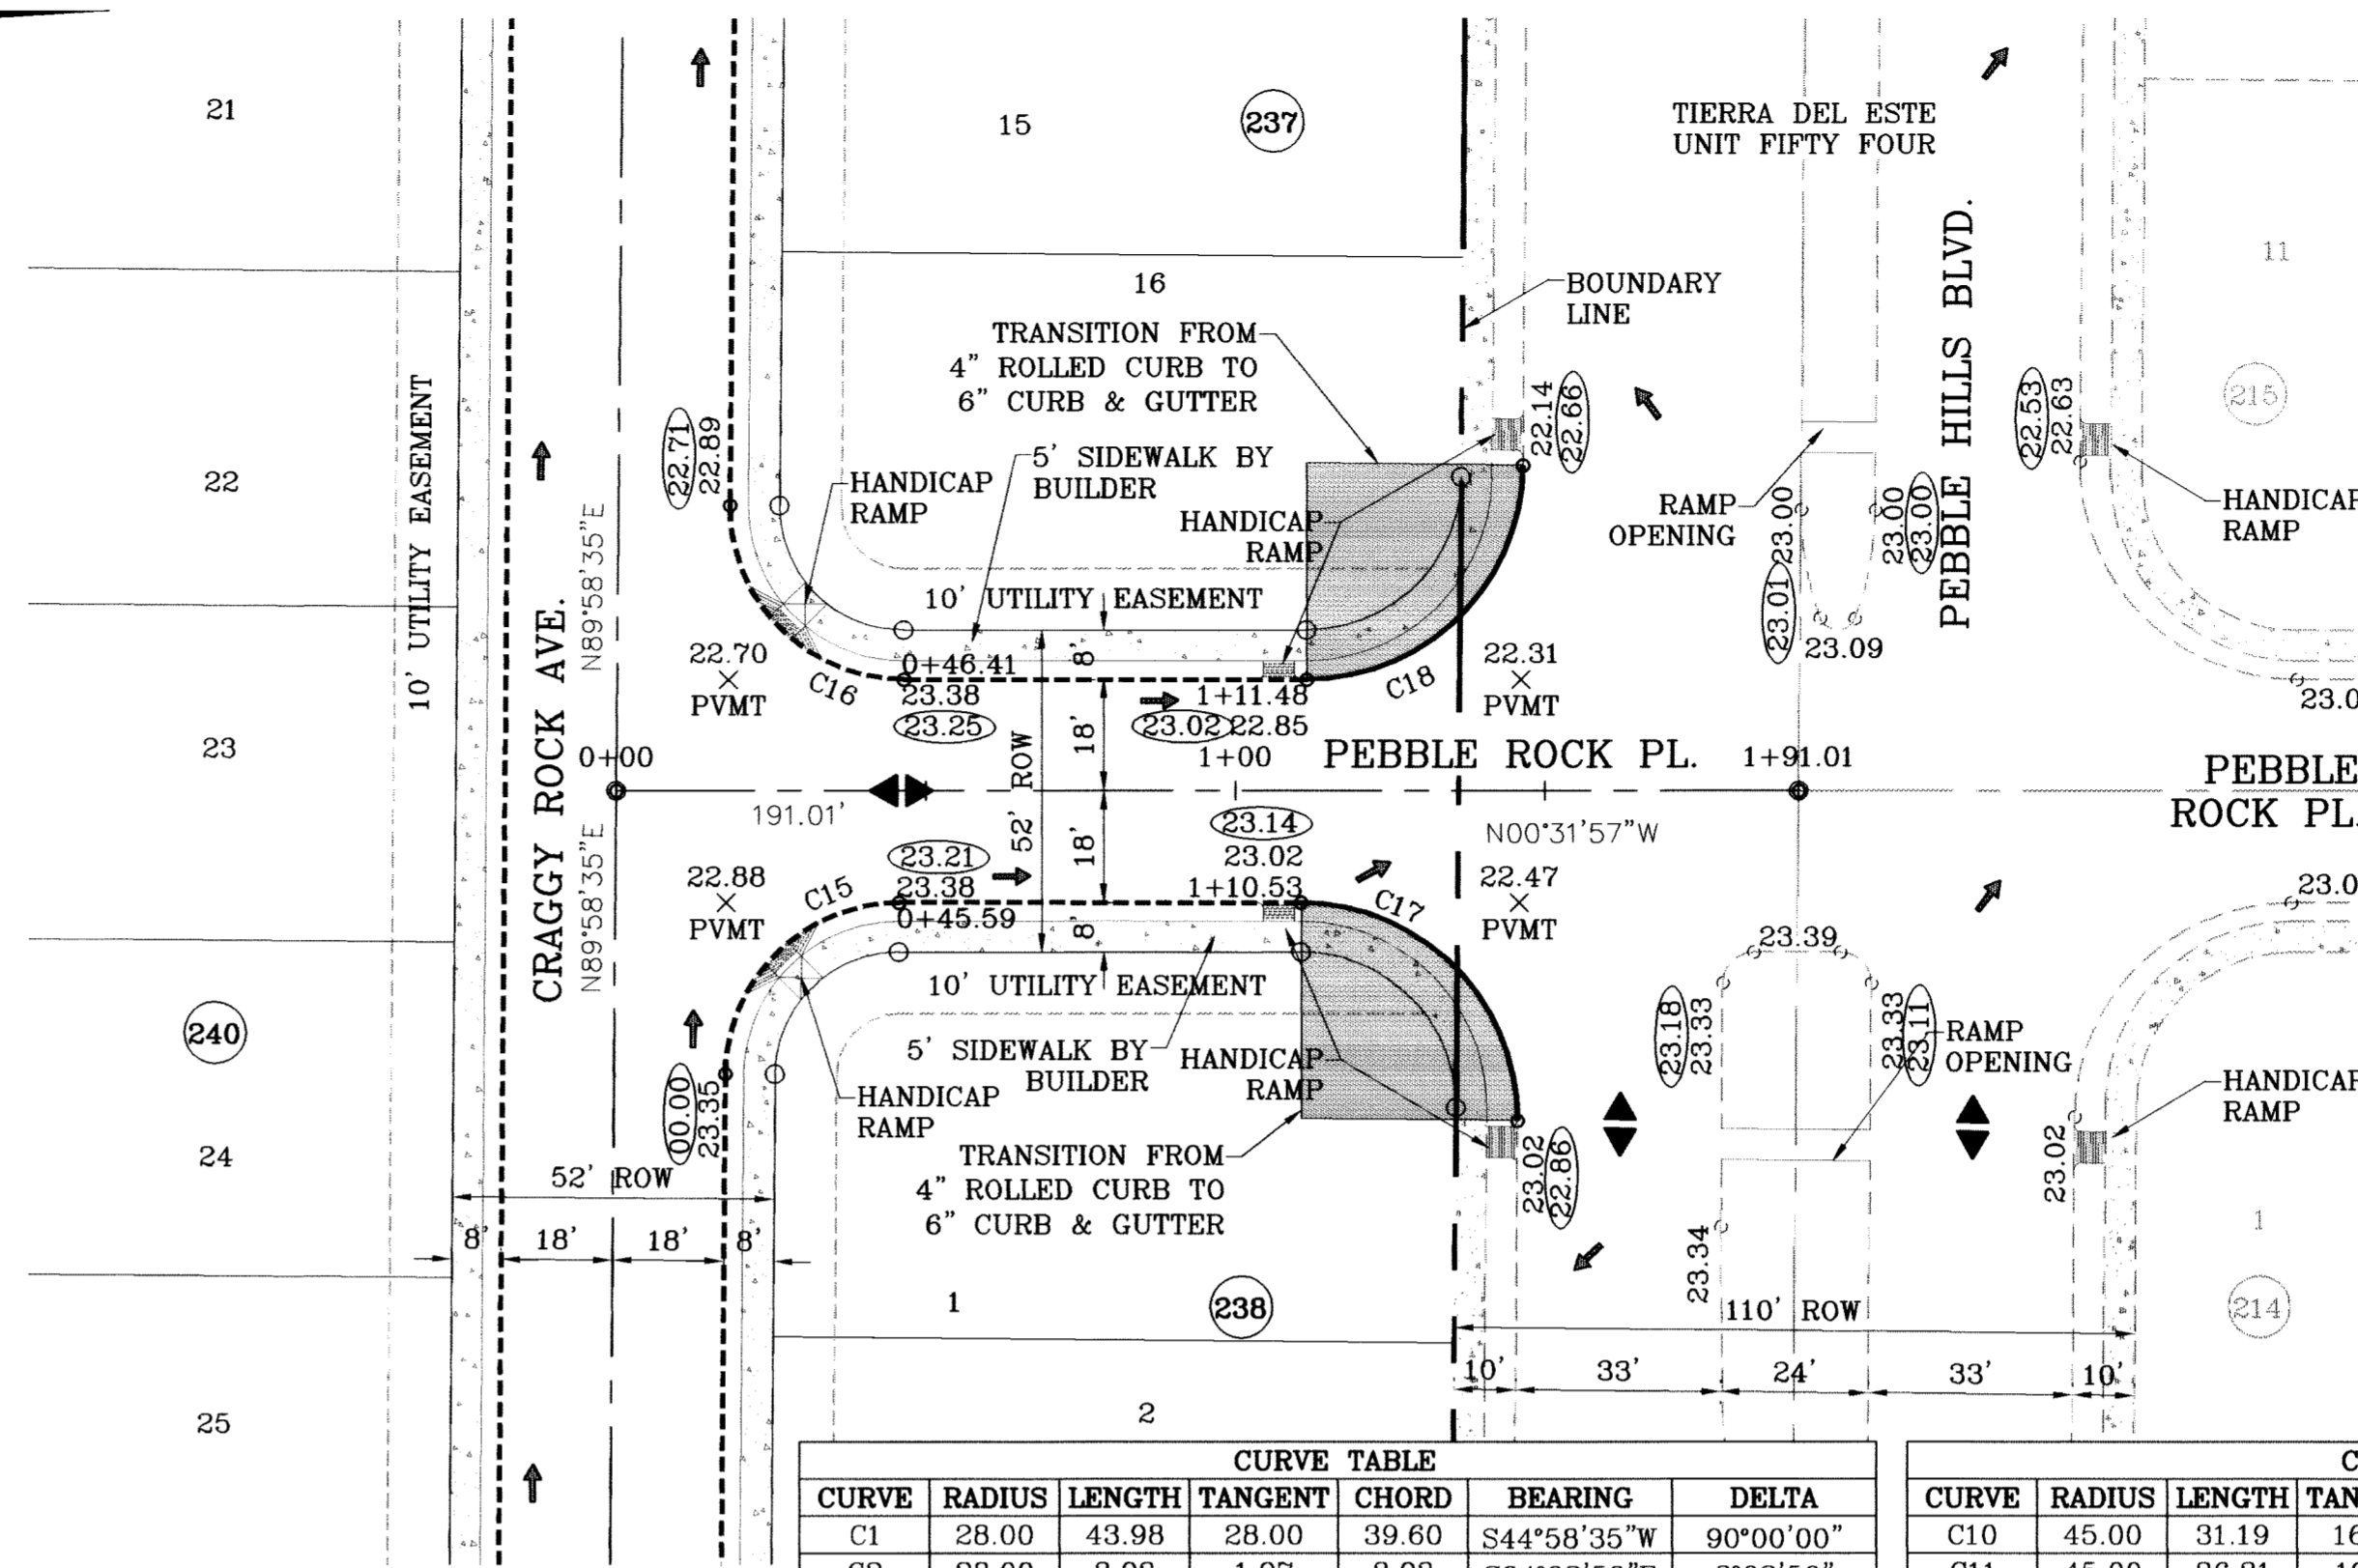 21
15
237
TIERRA DEL ESTE
UNIT FIFTY FOUR
11
16
BOUNDARY
LINE
TRANSITION FROM
4" ROLLED CURB TO
6" CURB & GUTTER
PEBBLE HILLS BLVD.
215
22.14
22.66
22.53
22.63
22.71
22.89
10' UTILITY EASEMENT
22
5' SIDEWALK BY
BUILDER
HANDICAP
RAMP
HANDICAP
RAMP
RAMP
OPENING
23.00
23.01
23.00
23.00
HANDICAP
RAMP
N89°58'35"E
CRAGGY ROCK AVE.
10' UTILITY EASEMENT
23.09
22.70
PVMT
C16
0+46.41
23.38
23.25
8'
1+11.48
23.02
22.85
C18
22.31
PVMT
23.0
23
0+00
18'
52' ROW
1+00
PEBBLE ROCK PL.
1+91.01
PEBBLE
ROCK PL.
191.01'
N00°31'57"W
N89°58'35"E
18'
23.14
23.02
1+10.53
23.21
23.38
0+45.59
8'
22.88
PVMT
C15
C17
22.47
PVMT
23.0
23.39
10' UTILITY EASEMENT
240
23.18
23.33
23.33
23.11
RAMP
OPENING
5' SIDEWALK BY
BUILDER
HANDICAP
RAMP
HANDICAP
RAMP
HANDICAP
RAMP
00.00
23.35
24
TRANSITION FROM
4" ROLLED CURB TO
6" CURB & GUTTER
23.02
22.86
23.02
52' ROW
8'
18'
18'
8'
23.34
1
238
1
214
110' ROW
10'
33'
24'
33'
10'
25
2
CURVE TABLE
CURVE RADIUS LENGTH TANGENT CHORD BEARING DELTA
C1 28.00 43.98 28.00 39.60 S44°58'35"W 90°00'00"
C
CURVE RADIUS LENGTH TAN
C10 45.00 31.19 16